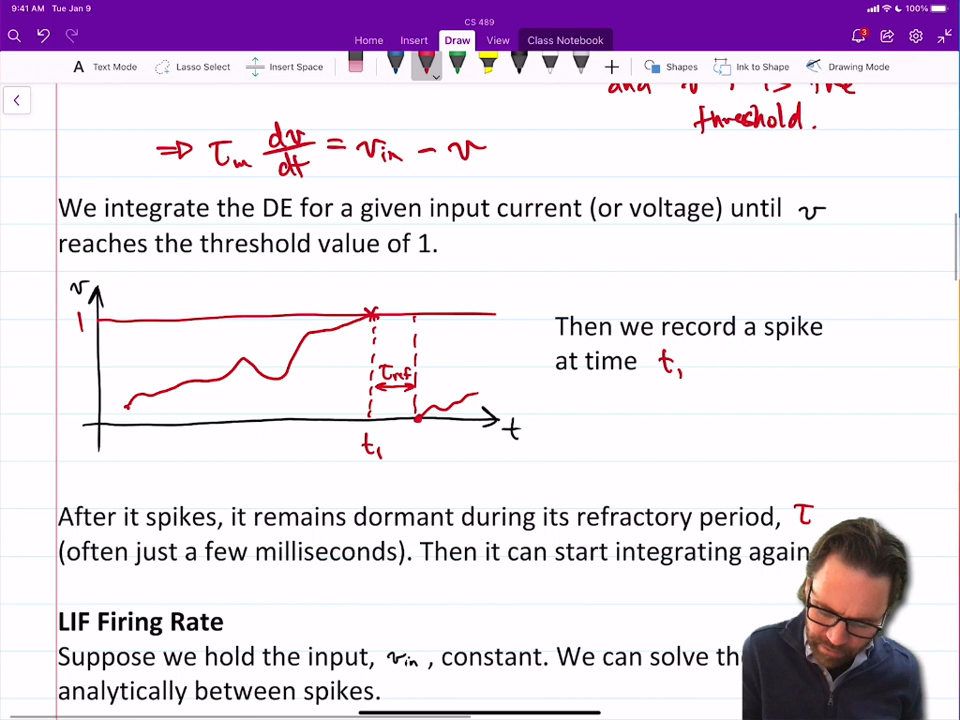 9:41 AM Tue Jan 9
100%
CS 489
Home Insert Draw View Class Notebook
3
A Text Mode Lasso Select Insert Space Shapes Ink to Shape Drawing Mode
and is the
threshold.
⇒ τm dv/dt = vin − v
We integrate the DE for a given input current (or voltage) until v
reaches the threshold value of 1.
v
1
τref
t
t₁
Then we record a spike
at time t₁
After it spikes, it remains dormant during its refractory period, τ
(often just a few milliseconds). Then it can start integrating again
LIF Firing Rate
Suppose we hold the input, vin , constant. We can solve the
analytically between spikes.